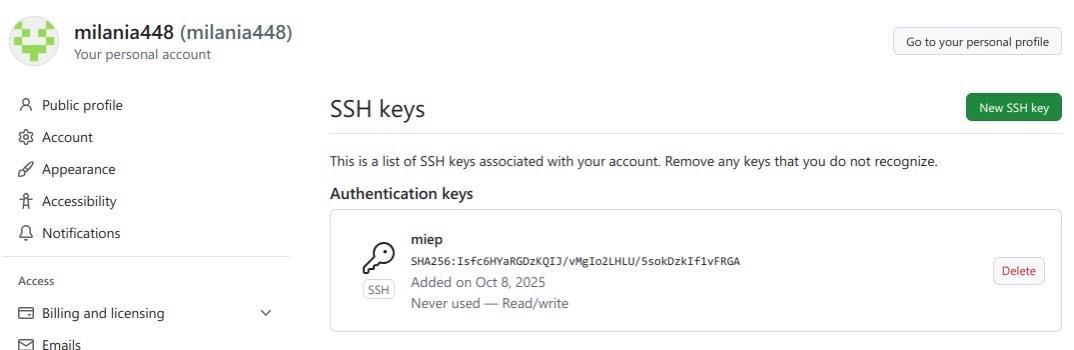 milania448 (milania448)
Your personal account
Go to your personal profile
Public profile
Account
Appearance
Accessibility
Notifications
Access
Billing and licensing
Emails
SSH keys
New SSH key
This is a list of SSH keys associated with your account. Remove any keys that you do not recognize.
Authentication keys
miep
SHA256:Isfc6HYaRGDzKQIJ/vMgIo2LHLU/5sokDzkIf1vFRGA
SSH
Added on Oct 8, 2025
Never used — Read/write
Delete